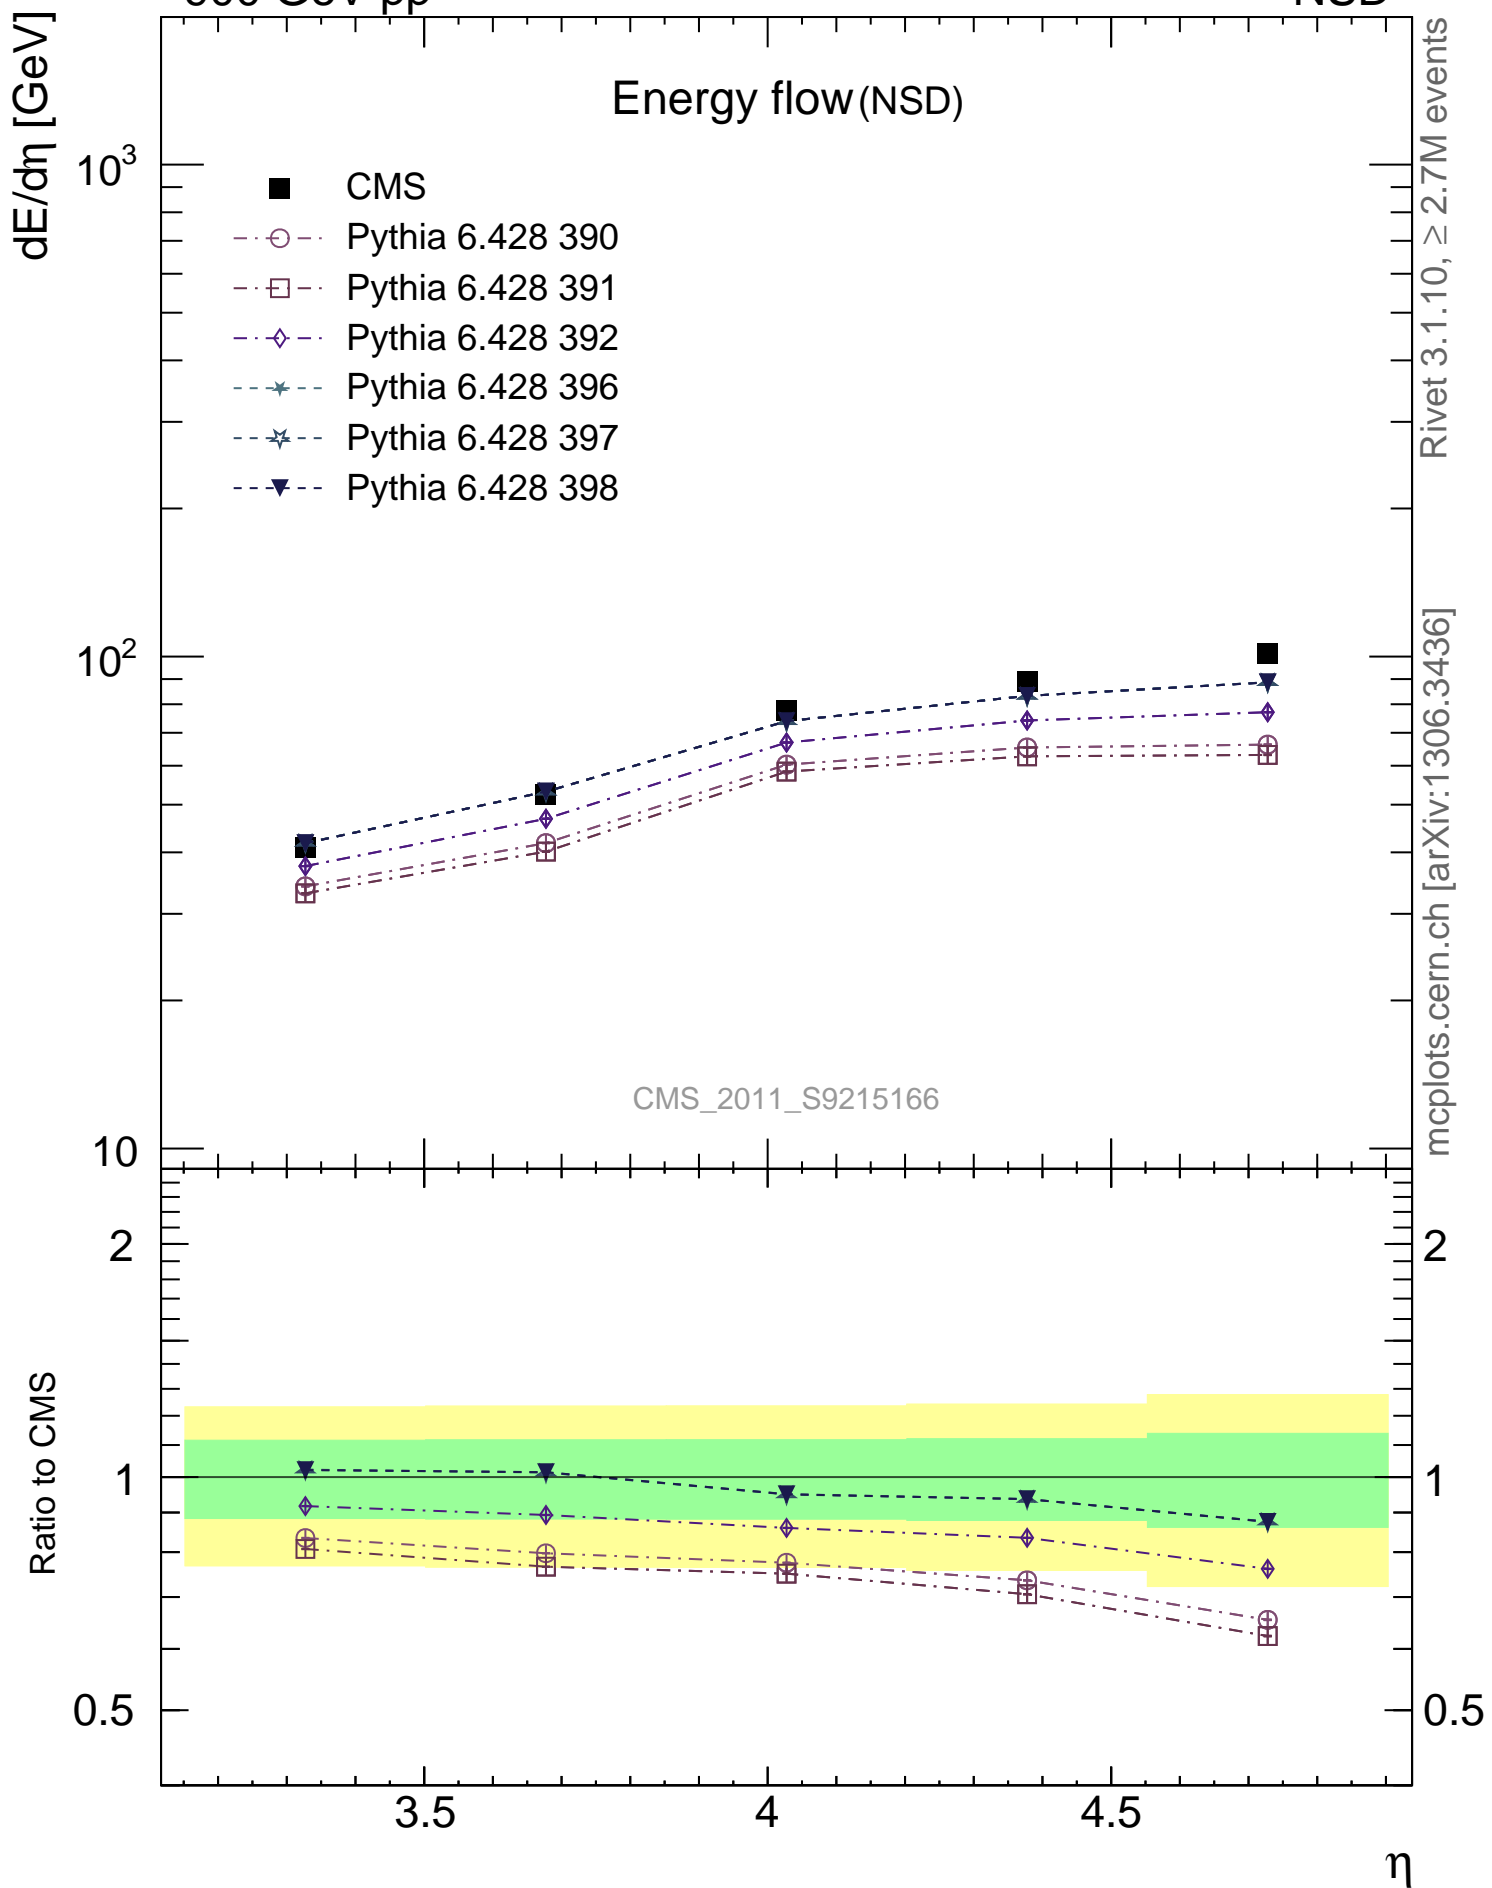 GeV pp
NSD
Energy flow (NSD)
dE/dη [GeV]
10³
10²
10
CMS
Pythia 6.428 390
Pythia 6.428 391
Pythia 6.428 392
Pythia 6.428 396
Pythia 6.428 397
Pythia 6.428 398
CMS_2011_S9215166
Rivet 3.1.10, ≥ 2.7M events
mcplots.cern.ch [arXiv:1306.3436]
Ratio to CMS
2
1
0.5
2
1
0.5
3.5
4
4.5
η